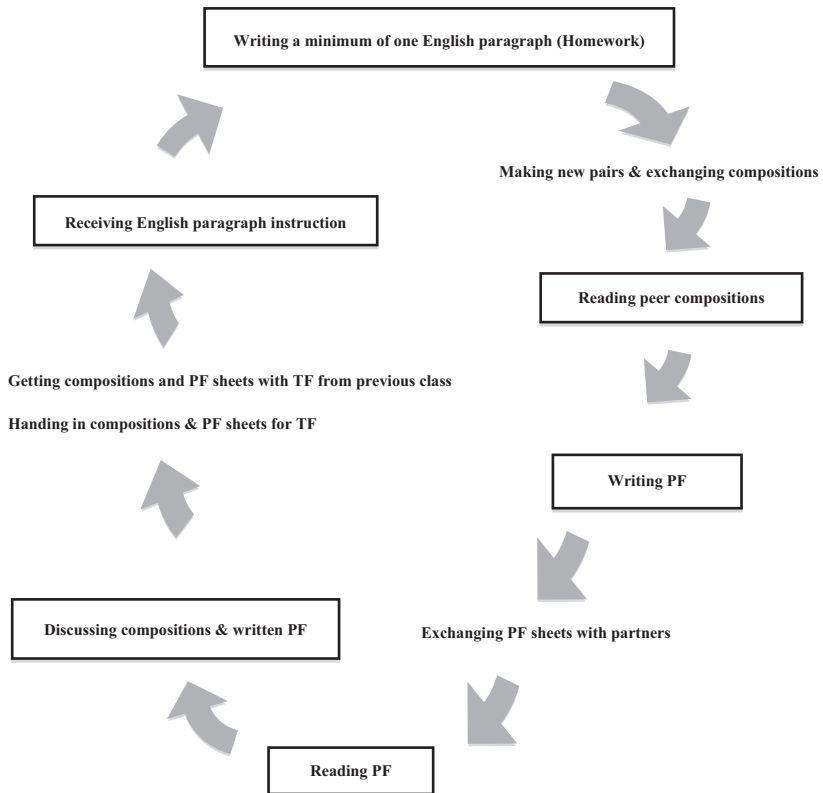 Writing a minimum of one English paragraph (Homework)
Making new pairs & exchanging compositions
Reading peer compositions
Writing PF
Exchanging PF sheets with partners
Reading PF
Discussing compositions & written PF
Getting compositions and PF sheets with TF from previous class
Handing in compositions & PF sheets for TF
Receiving English paragraph instruction